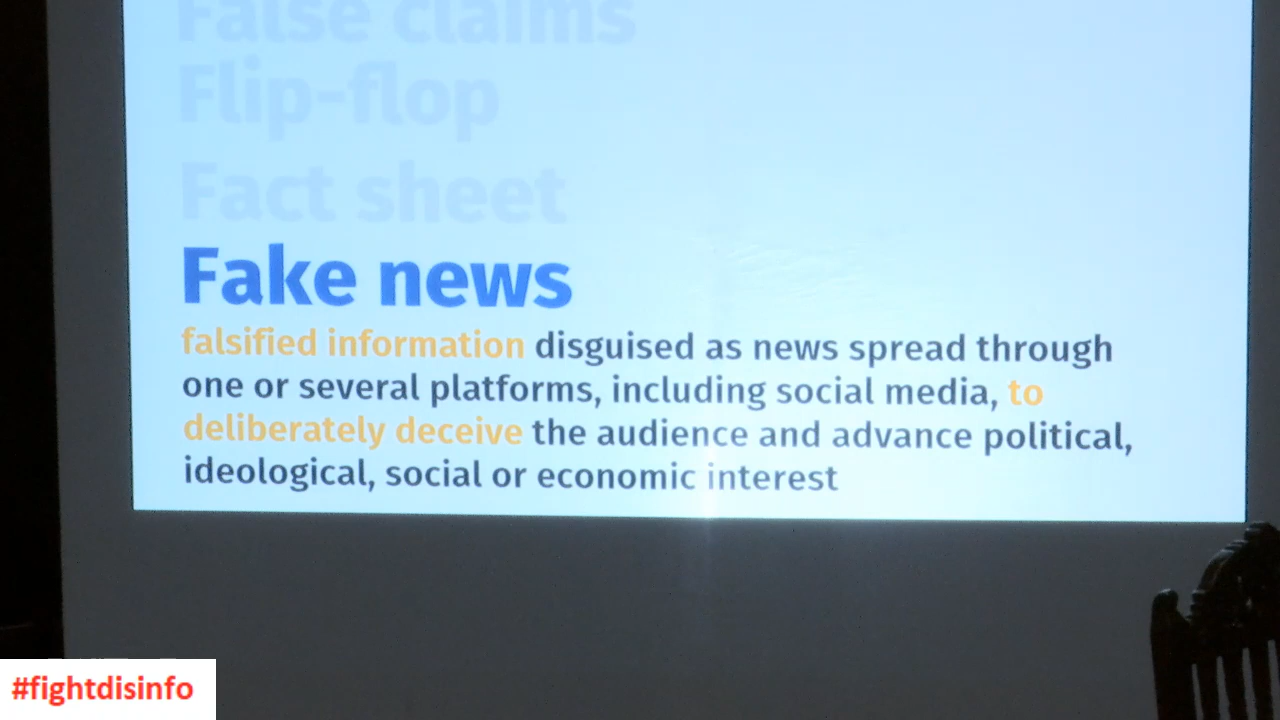 False claims
Flip-flop
Fact sheet
Fake news
falsified information disguised as news spread through
one or several platforms, including social media, to
deliberately deceive the audience and advance political,
ideological, social or economic interest
#fightdisinfo